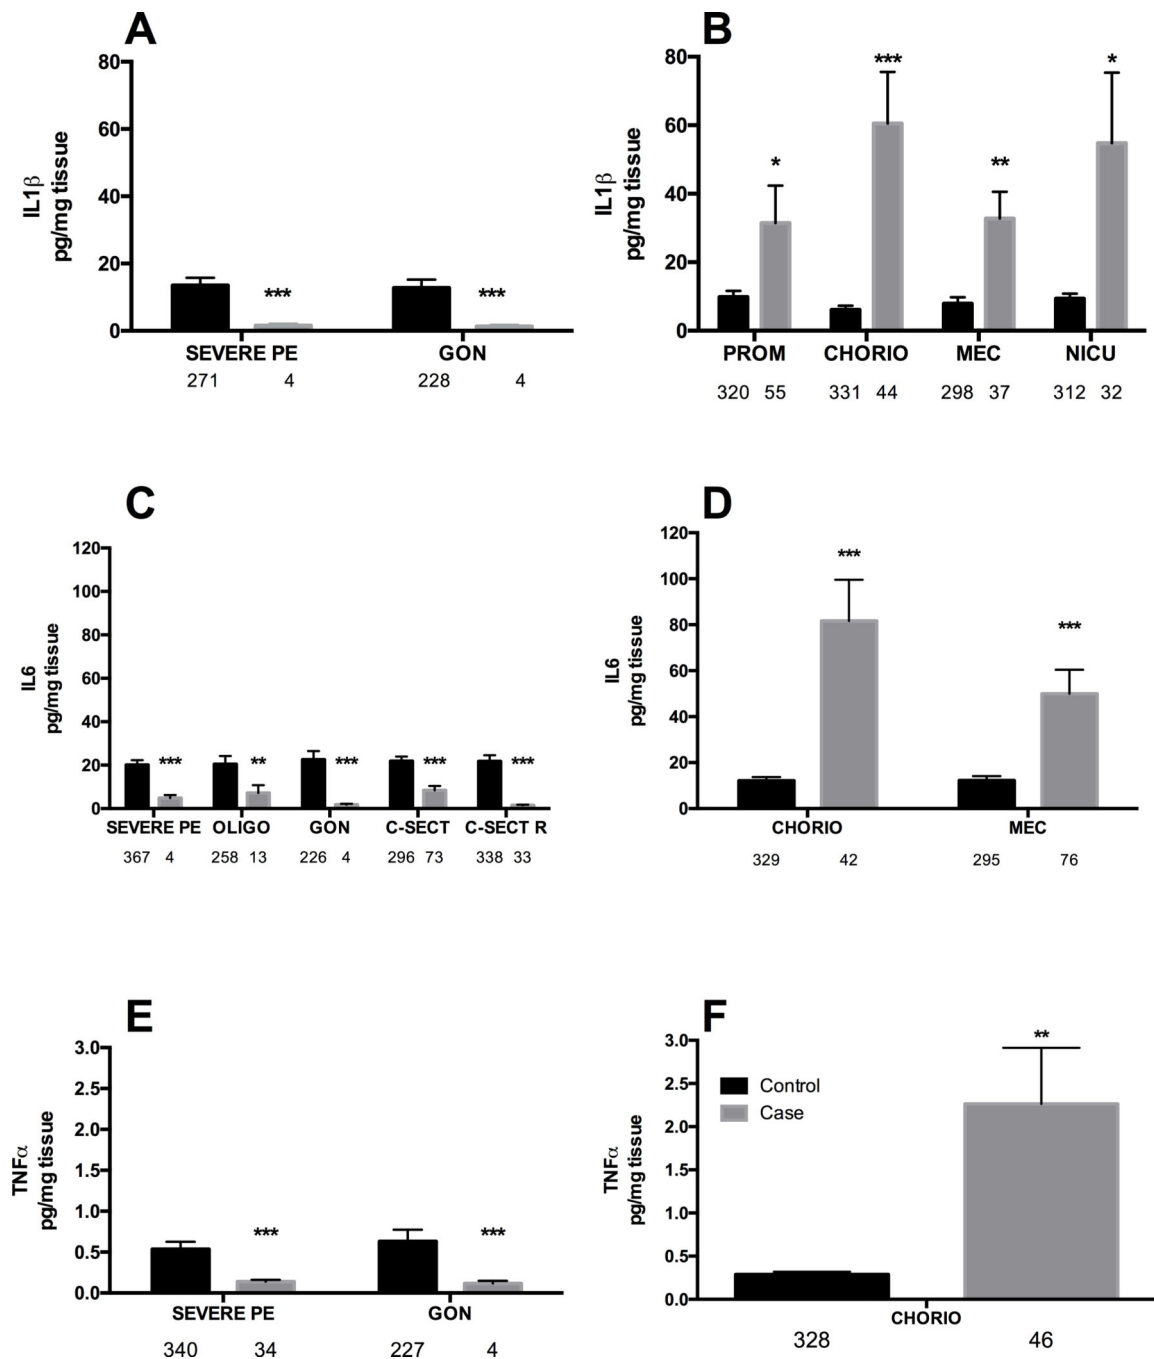 A
80
60
40
20
0
IL1β
pg/mg tissue
***
***
SEVERE PE GON
271 4 228 4
B
80
60
40
20
0
IL1β
pg/mg tissue
*
***
**
*
PROM CHORIO MEC NICU
320 55 331 44 298 37 312 32
C
120
100
80
60
40
20
0
IL6
pg/mg tissue
*** ** *** *** ***
SEVERE PE OLIGO GON C-SECT C-SECT R
367 4 258 13 226 4 296 73 338 33
D
120
100
80
60
40
20
0
IL6
pg/mg tissue
***
***
CHORIO MEC
329 42 295 76
E
3.0
2.5
2.0
1.5
1.0
0.5
0.0
TNFα
pg/mg tissue
*** ***
SEVERE PE GON
340 34 227 4
F
3.0
2.5
2.0
1.5
1.0
0.5
0.0
TNFα
pg/mg tissue
Control
Case
**
CHORIO
328 46